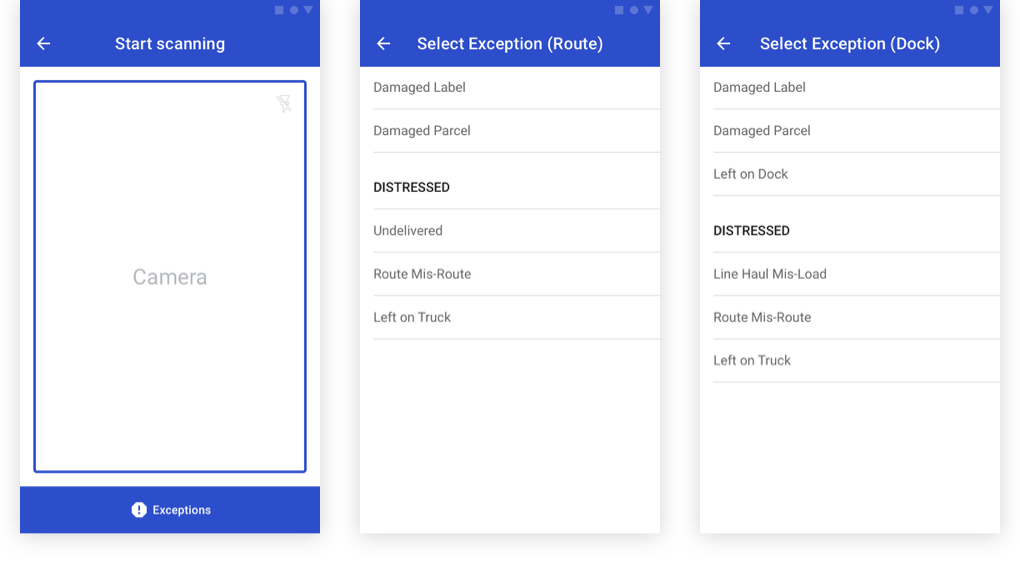 Start scanning
Camera
Exceptions
Select Exception (Route)
Damaged Label
Damaged Parcel
DISTRESSED
Undelivered
Route Mis-Route
Left on Truck
Select Exception (Dock)
Damaged Label
Damaged Parcel
Left on Dock
DISTRESSED
Line Haul Mis-Load
Route Mis-Route
Left on Truck